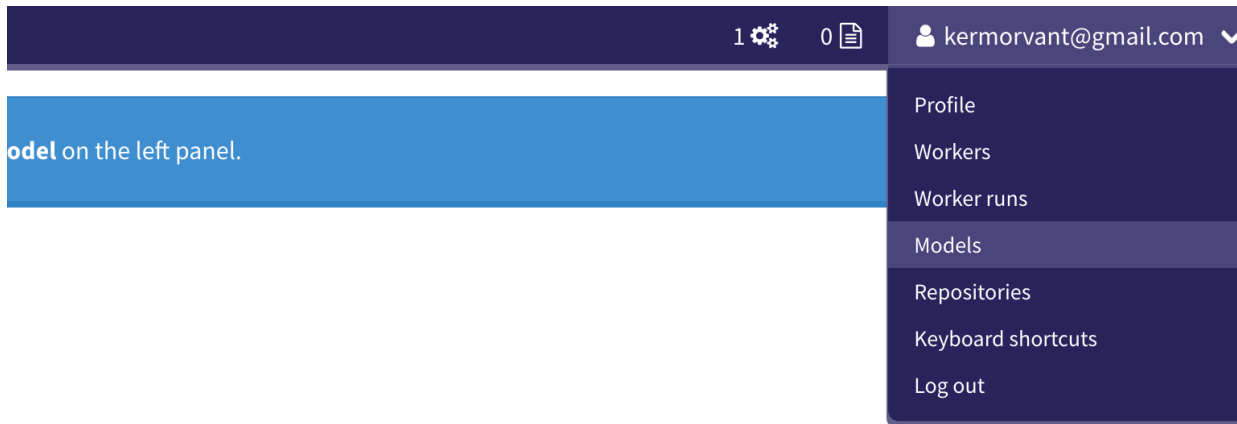 1 0 kermorvant@gmail.com
odel on the left panel.
Profile
Workers
Worker runs
Models
Repositories
Keyboard shortcuts
Log out